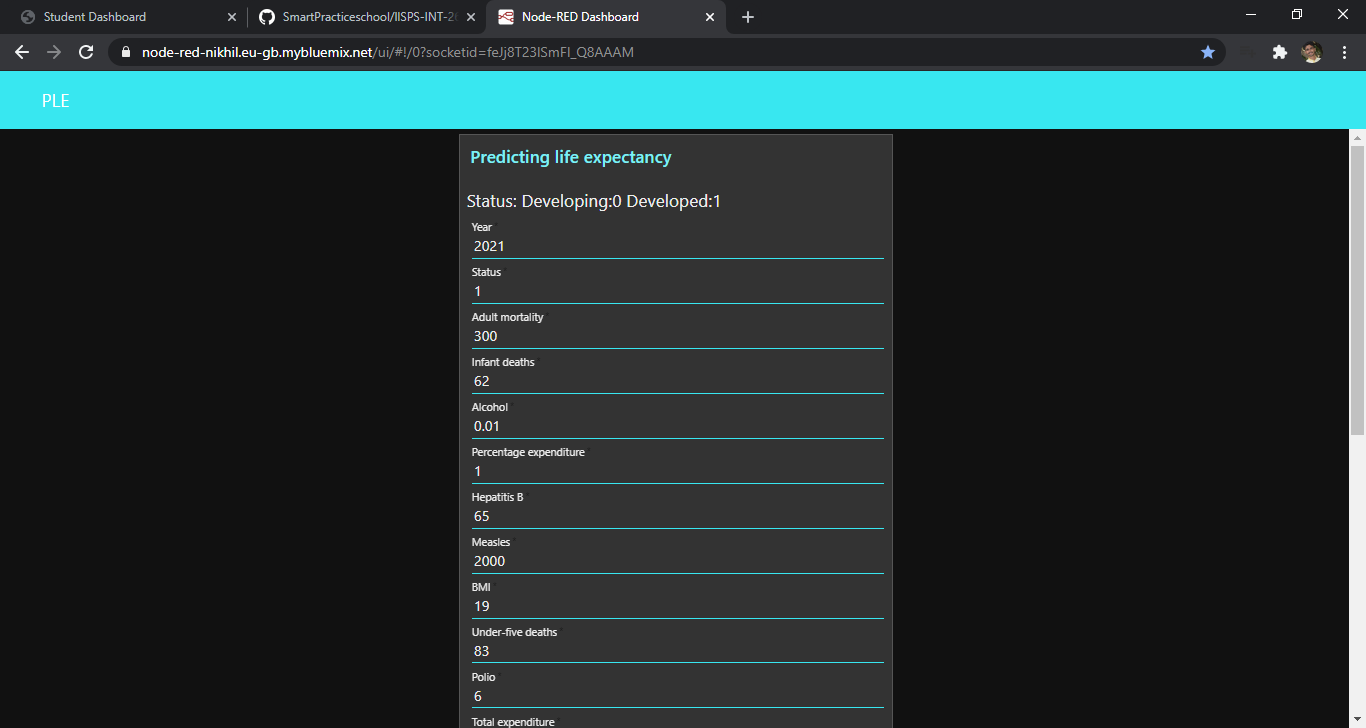 Student Dashboard
SmartPracticeschool/IISPS-INT-20
Node-RED Dashboard
node-red-nikhil.eu-gb.mybluemix.net/ui/#!/0?socketid=feJj8T23ISmFI_Q8AAAM
PLE
Predicting life expectancy
Status: Developing:0 Developed:1
Year *
2021
Status *
1
Adult mortality *
300
Infant deaths *
62
Alcohol *
0.01
Percentage expenditure *
1
Hepatitis B *
65
Measles *
2000
BMI *
19
Under-five deaths *
83
Polio *
6
Total expenditure *